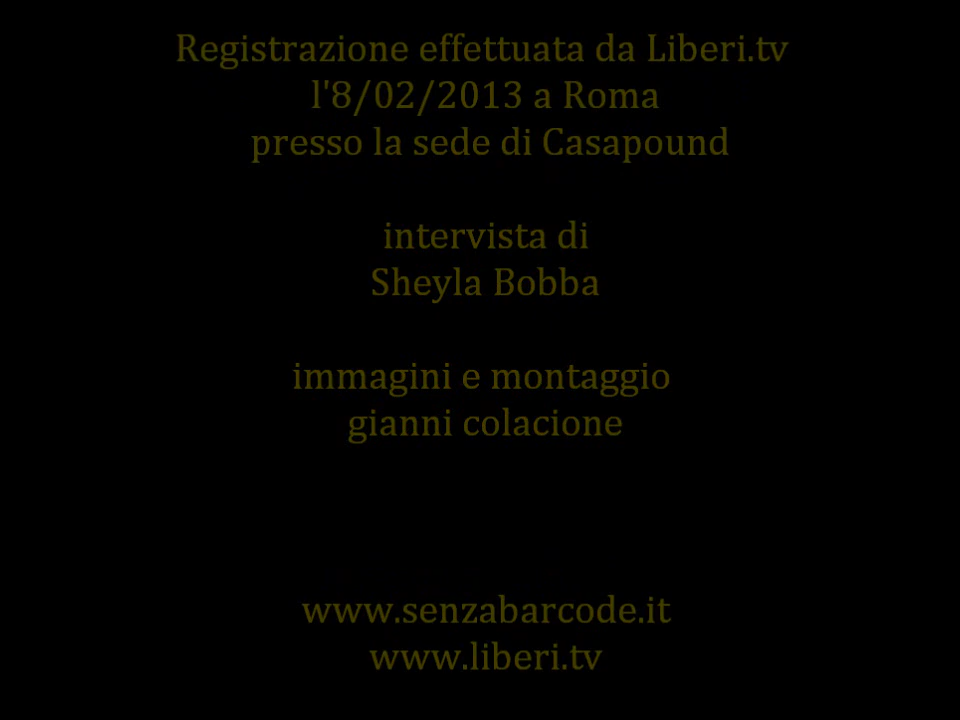 Registrazione effettuata da Liberi.tv
l'8/02/2013 a Roma
presso la sede di Casapound
intervista di
Sheyla Bobba
immagini e montaggio
gianni colacione
www.senzabarcode.it
www.liberi.tv